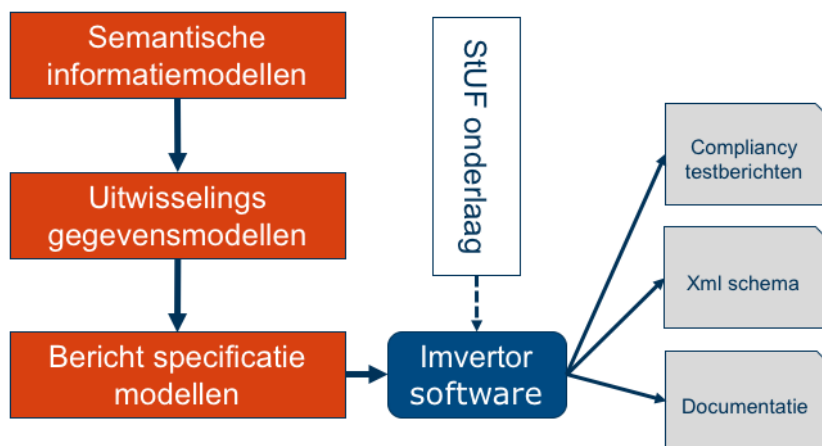 Semantische
informatiemodellen
Uitwisselings
gegevensmodellen
Bericht specificatie
modellen
StUF onderlaag
Imvertor
software
Compliancy
testberichten
Xml schema
Documentatie